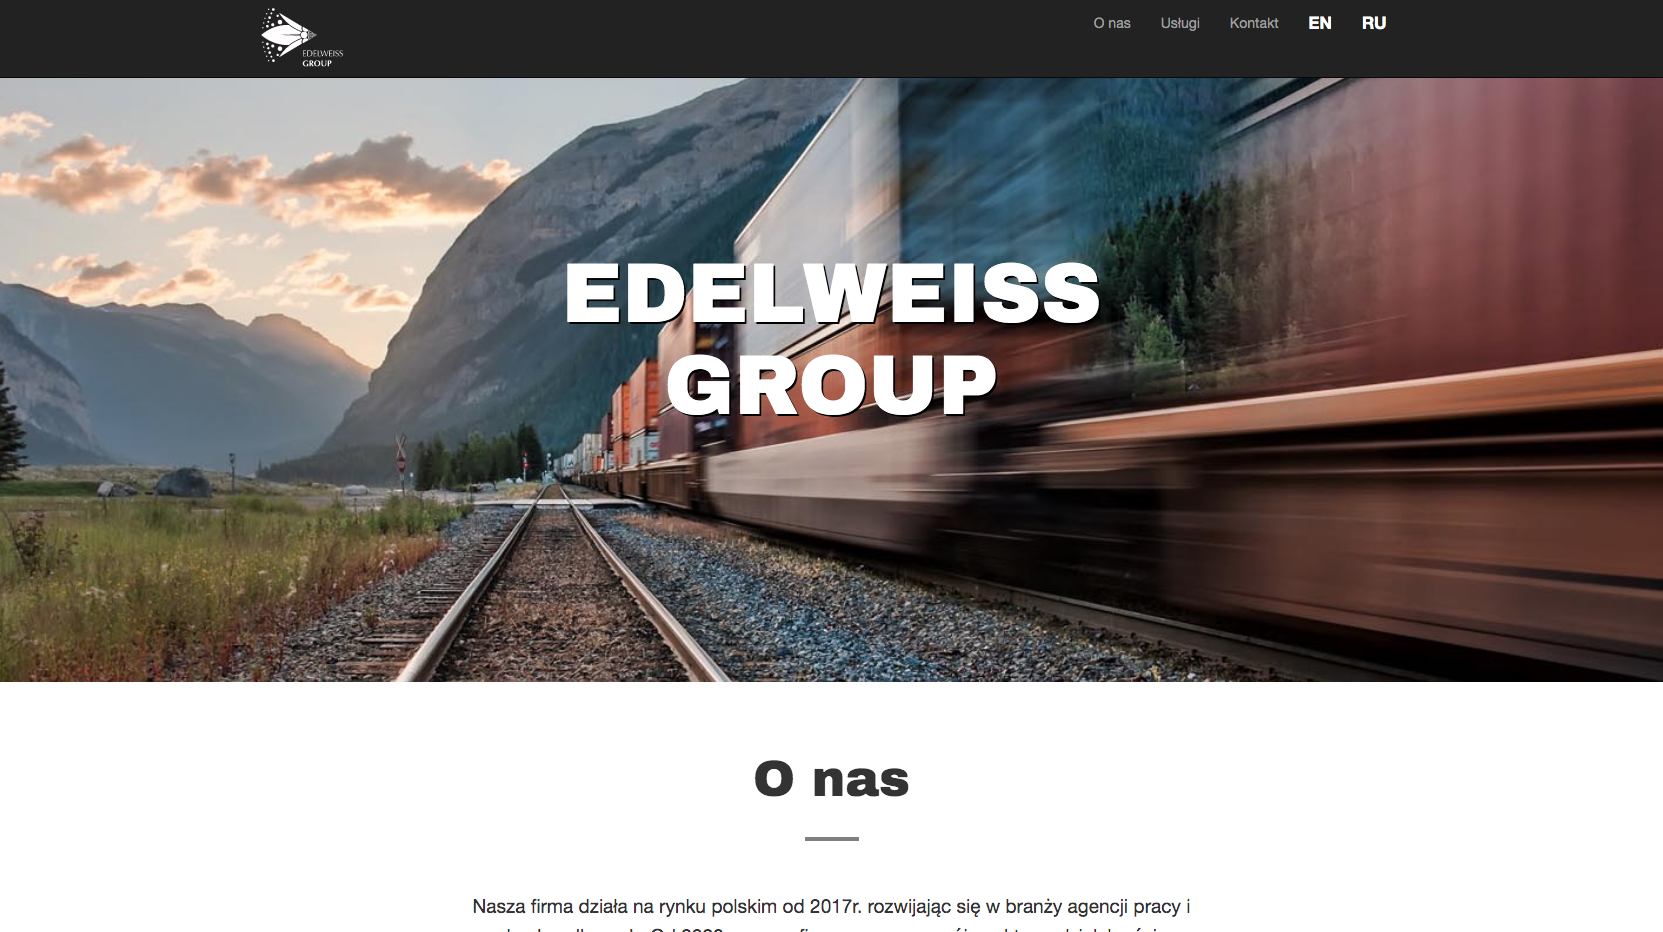 EDELWEISS
GROUP
O nas
Usługi
Kontakt
EN
RU
EDELWEISS
GROUP
O nas
Nasza firma działa na rynku polskim od 2017r. rozwijając się w branży agencji pracy i